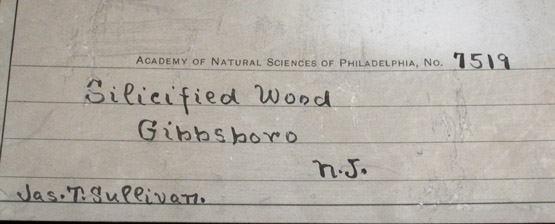 Academy of Natural Sciences of Philadelphia, No. 7519
Silicified Wood
Gibbsboro
N.J.
Jas. T. Sullivan.